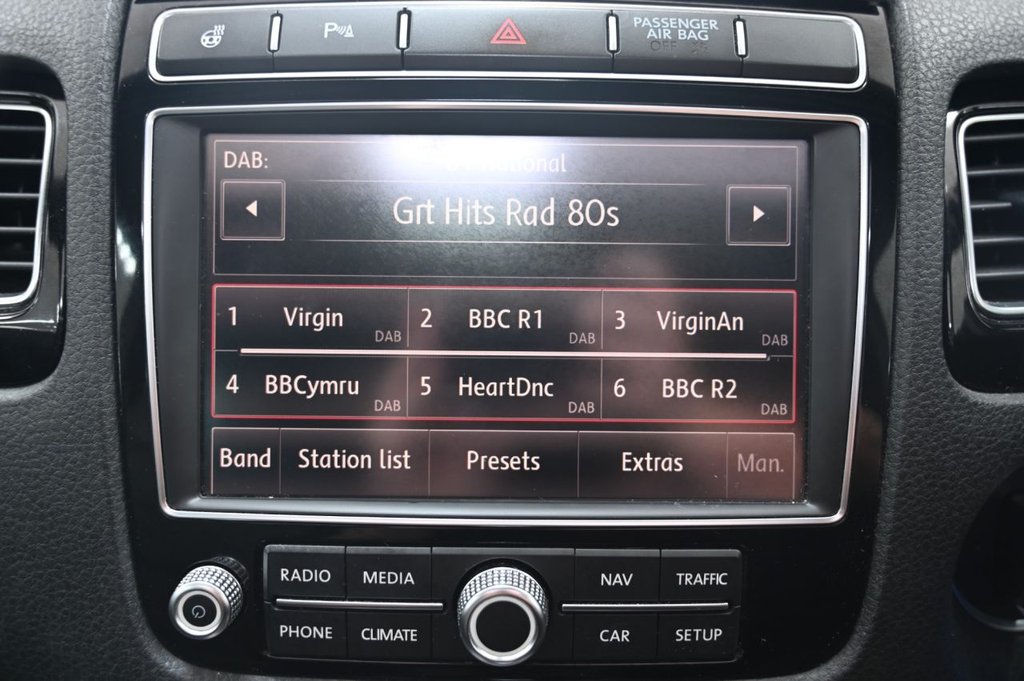 P
PASSENGER
AIR BAG
OFF
DAB:
Grt Hits Rad 80s
1 Virgin DAB
2 BBC R1 DAB
3 VirginAn DAB
4 BBCymru DAB
5 HeartDnc DAB
6 BBC R2 DAB
Band Station list Presets Extras Man.
RADIO MEDIA NAV TRAFFIC
PHONE CLIMATE CAR SETUP